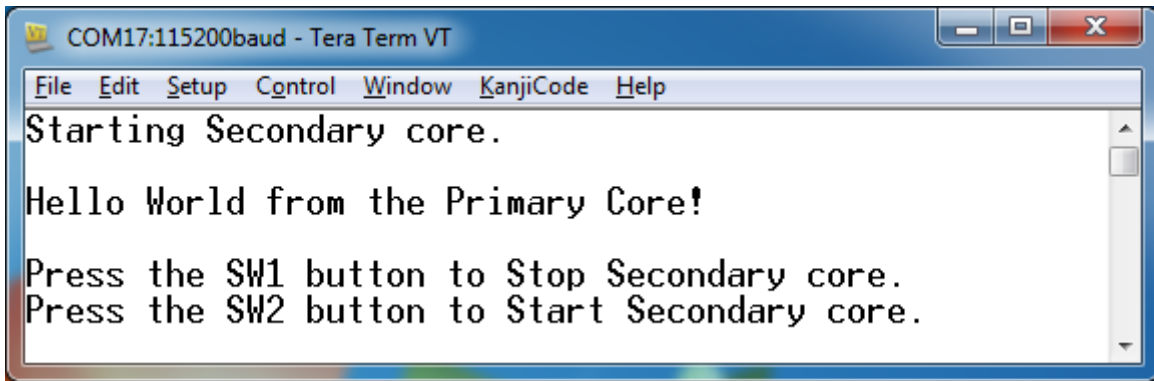 COM17:115200baud - Tera Term VT
File Edit Setup Control Window KanjiCode Help
Starting Secondary core.
Hello World from the Primary Core!
Press the SW1 button to Stop Secondary core.
Press the SW2 button to Start Secondary core.